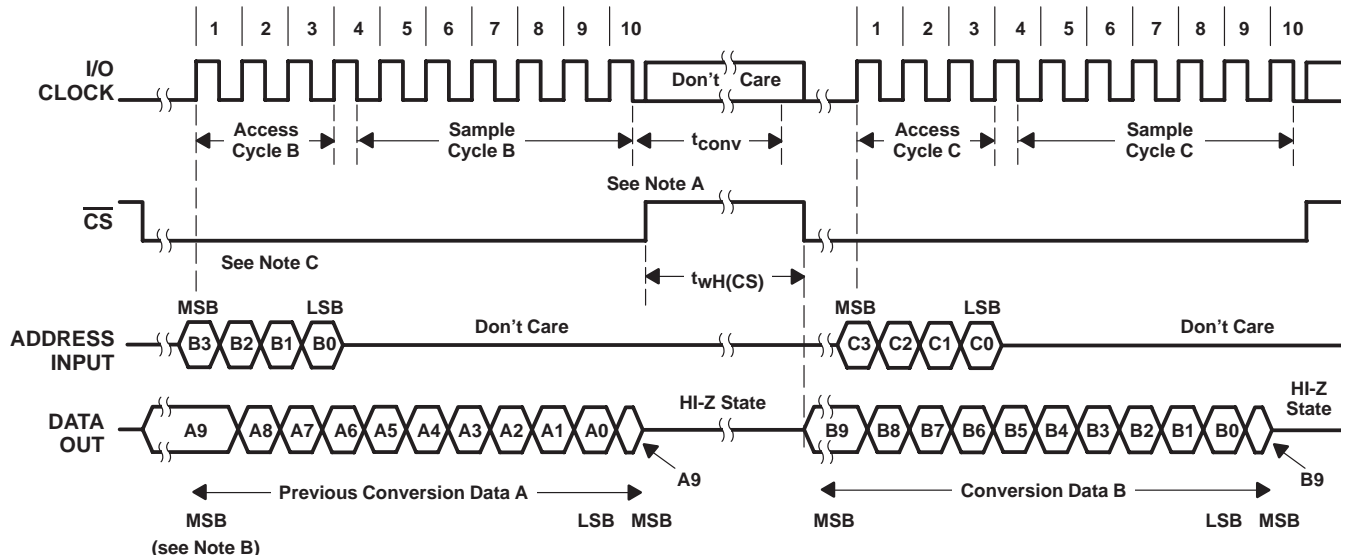 1 2 3 4 5 6 7 8 9 10 1 2 3 4 5 6 7 8 9 10
I/O
CLOCK
Don't Care
Access
Cycle B
Sample
Cycle B
tconv
Access
Cycle C
Sample
Cycle C
See Note A
CS
See Note C
twH(CS)
MSB LSB MSB LSB
ADDRESS
INPUT
B3 B2 B1 B0 Don't Care C3 C2 C1 C0 Don't Care
DATA
OUT
A9 A8 A7 A6 A5 A4 A3 A2 A1 A0 HI-Z State B9 B8 B7 B6 B5 B4 B3 B2 B1 B0 HI-Z
State
A9 B9
Previous Conversion Data A Conversion Data B
MSB LSB MSB MSB LSB MSB
(see Note B)